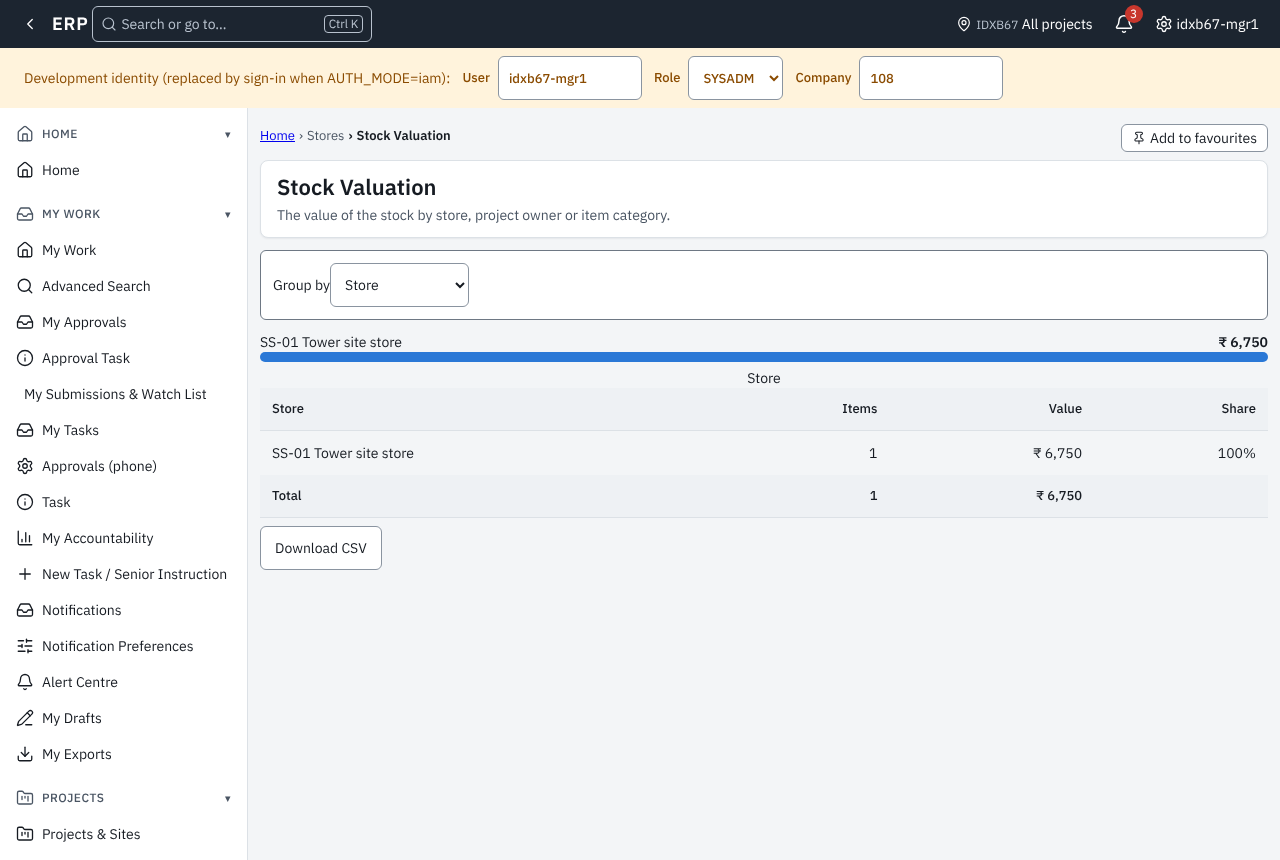 ERP
Search or go to...
Ctrl K
IDXB67 All projects
3
idxb67-mgr1
Development identity (replaced by sign-in when AUTH_MODE=iam):
User
idxb67-mgr1
Role
SYSADM
Company
108
HOME
Home
MY WORK
My Work
Advanced Search
My Approvals
Approval Task
My Submissions & Watch List
My Tasks
Approvals (phone)
Task
My Accountability
New Task / Senior Instruction
Notifications
Notification Preferences
Alert Centre
My Drafts
My Exports
PROJECTS
Projects & Sites
Home › Stores › Stock Valuation
Add to favourites
Stock Valuation
The value of the stock by store, project owner or item category.
Group by
Store
SS-01 Tower site store ₹ 6,750
Store
Store Items Value Share
SS-01 Tower site store 1 ₹ 6,750 100%
Total 1 ₹ 6,750
Download CSV